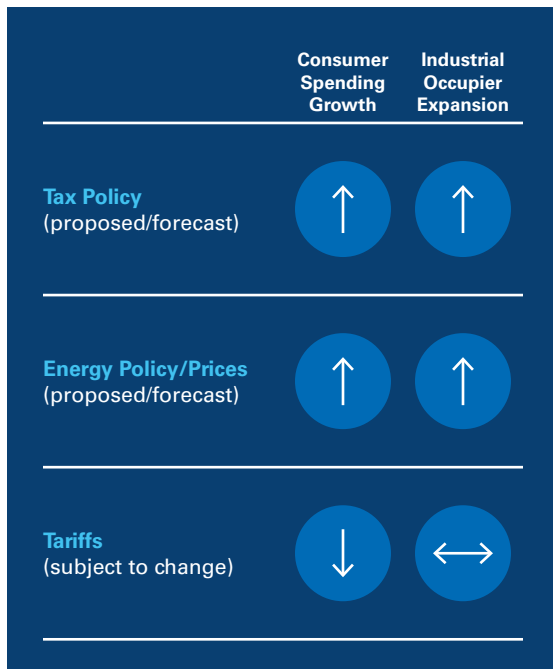 Consumer
Spending
Growth
Industrial
Occupier
Expansion
Tax Policy
(proposed/forecast)
Energy Policy/Prices
(proposed/forecast)
Tariffs
(subject to change)